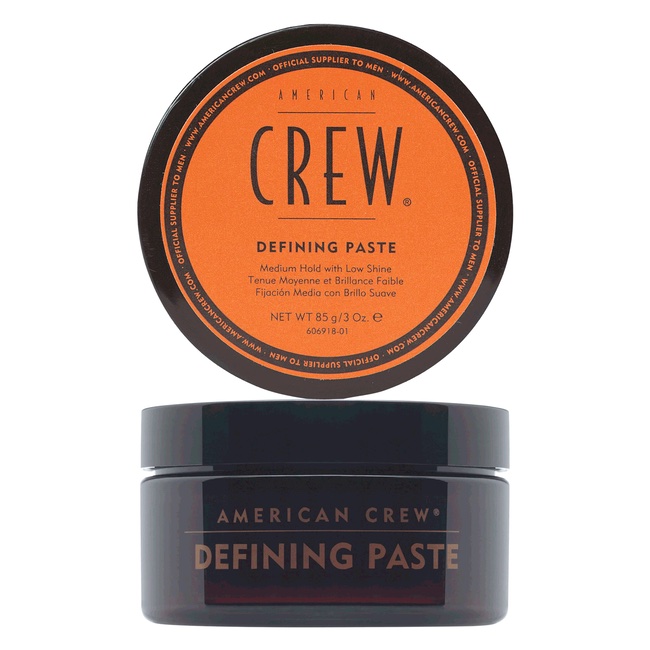 · WWW.AMERICANCREW.COM · OFFICIAL SUPPLIER TO MEN · WWW.AMERICANCREW.COM · OFFICIAL SUPPLIER TO MEN · WWW.AMERICANCREW.COM · OFFICIAL SUPPLIER TO MEN · WWW.AMERICANCREW.COM · OFFICIAL SUPPLIER TO MEN
AMERICAN
CREW®
DEFINING PASTE
Medium Hold with Low Shine
Tenue Moyenne et Brillance Faible
Fijación Media con Brillo Suave
NET WT 85 g/3 Oz. ℮
606918-01
AMERICAN CREW®
DEFINING PASTE